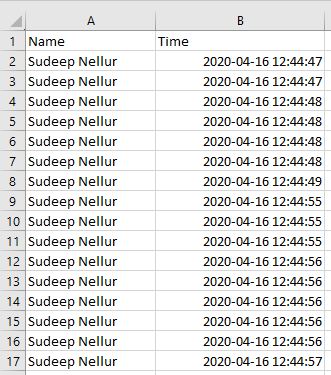 A B
1 Name Time
2 Sudeep Nellur 2020-04-16 12:44:47
3 Sudeep Nellur 2020-04-16 12:44:47
4 Sudeep Nellur 2020-04-16 12:44:48
5 Sudeep Nellur 2020-04-16 12:44:48
6 Sudeep Nellur 2020-04-16 12:44:48
7 Sudeep Nellur 2020-04-16 12:44:48
8 Sudeep Nellur 2020-04-16 12:44:49
9 Sudeep Nellur 2020-04-16 12:44:55
10 Sudeep Nellur 2020-04-16 12:44:55
11 Sudeep Nellur 2020-04-16 12:44:55
12 Sudeep Nellur 2020-04-16 12:44:56
13 Sudeep Nellur 2020-04-16 12:44:56
14 Sudeep Nellur 2020-04-16 12:44:56
15 Sudeep Nellur 2020-04-16 12:44:56
16 Sudeep Nellur 2020-04-16 12:44:56
17 Sudeep Nellur 2020-04-16 12:44:57